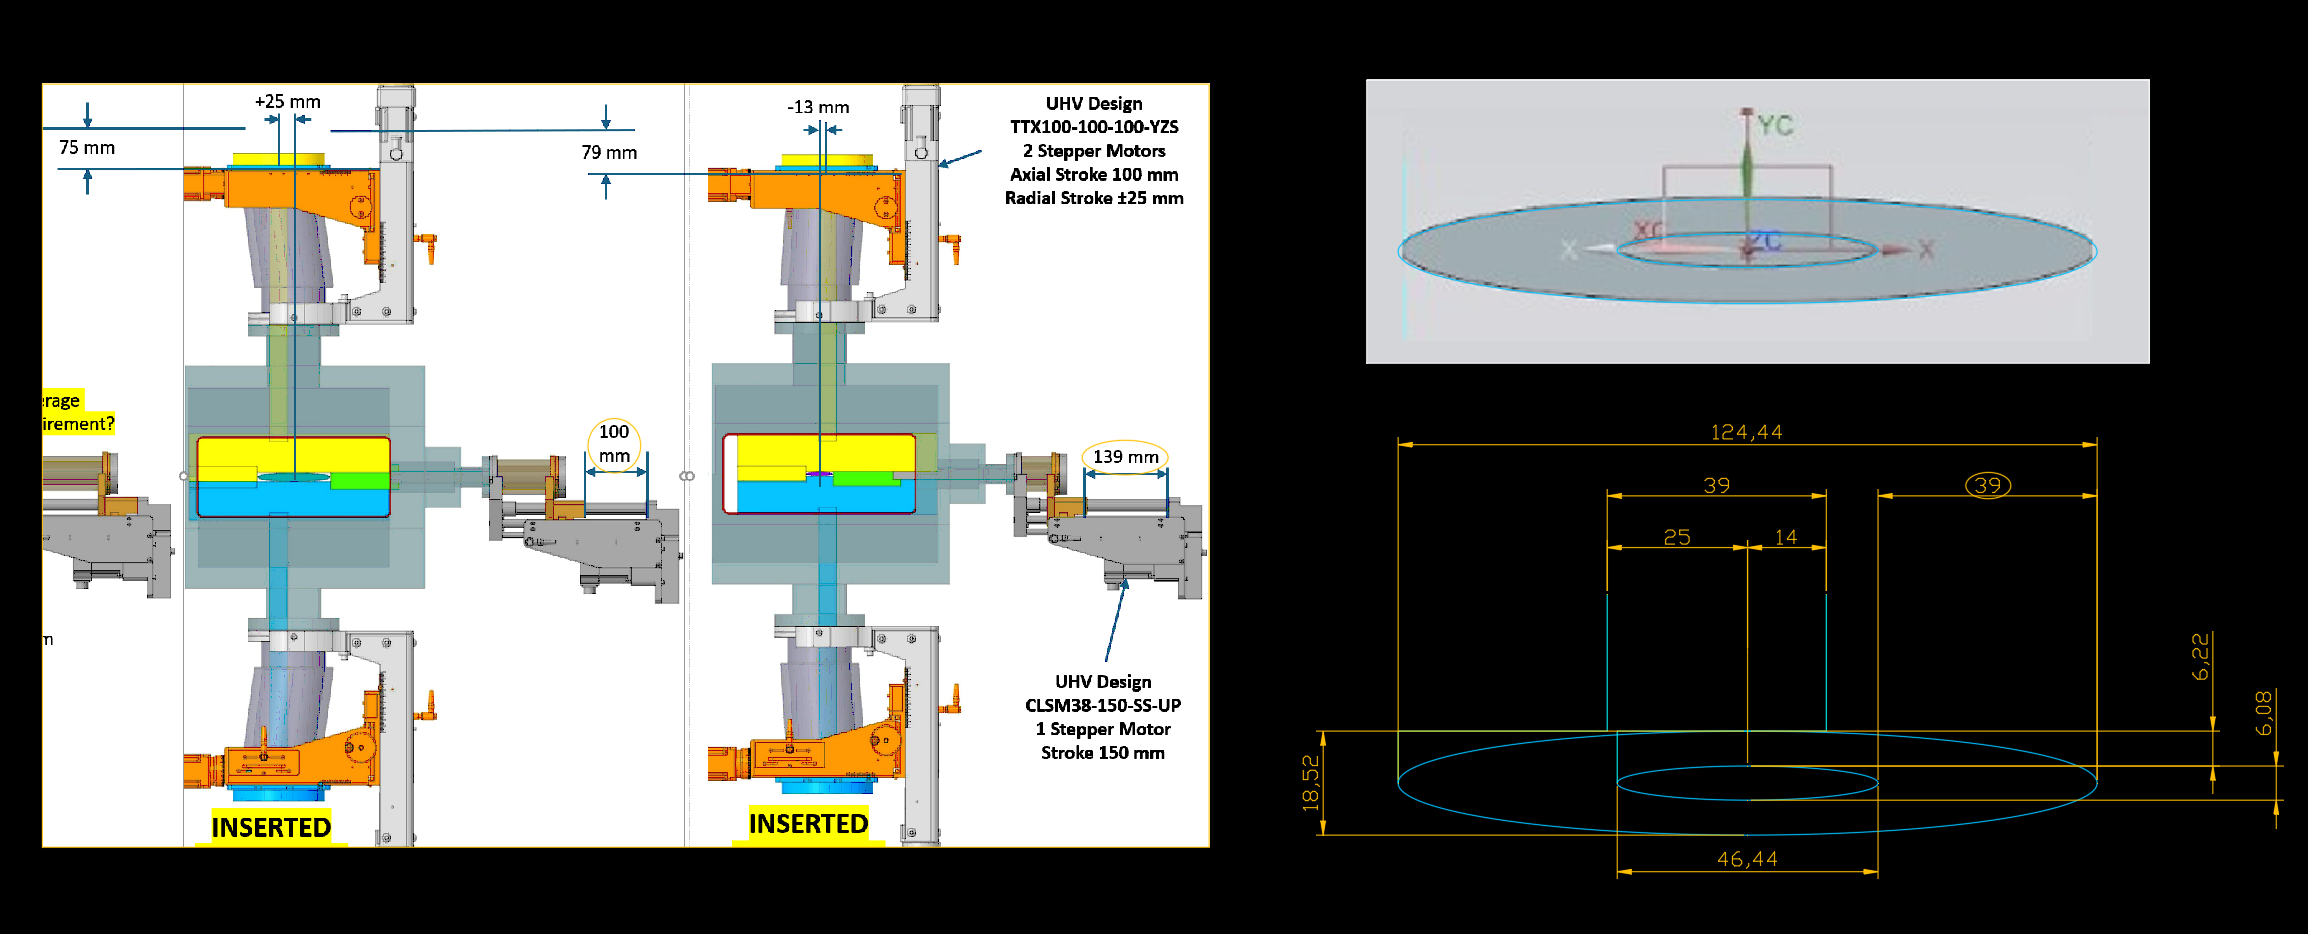 +25 mm
75 mm
-13 mm
79 mm
UHV Design
TTX100-100-100-YZS
2 Stepper Motors
Axial Stroke 100 mm
Radial Stroke ±25 mm
erage
irement?
100
mm
139 mm
m
UHV Design
CLSM38-150-SS-UP
1 Stepper Motor
Stroke 150 mm
INSERTED
INSERTED
YC
XC
ZC
X
X
124,44
39
39
25
14
6,22
6,08
18,52
46,44